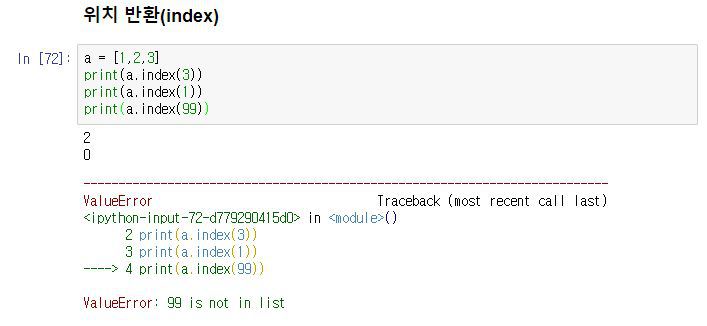 위치 반환(index)
In [72]: a = [1,2,3]
print(a.index(3))
print(a.index(1))
print(a.index(99))
2
0
---------------------------------------------------------------------------
ValueError Traceback (most recent call last)
<ipython-input-72-d779290415d0> in <module>()
2 print(a.index(3))
3 print(a.index(1))
----> 4 print(a.index(99))
ValueError: 99 is not in list